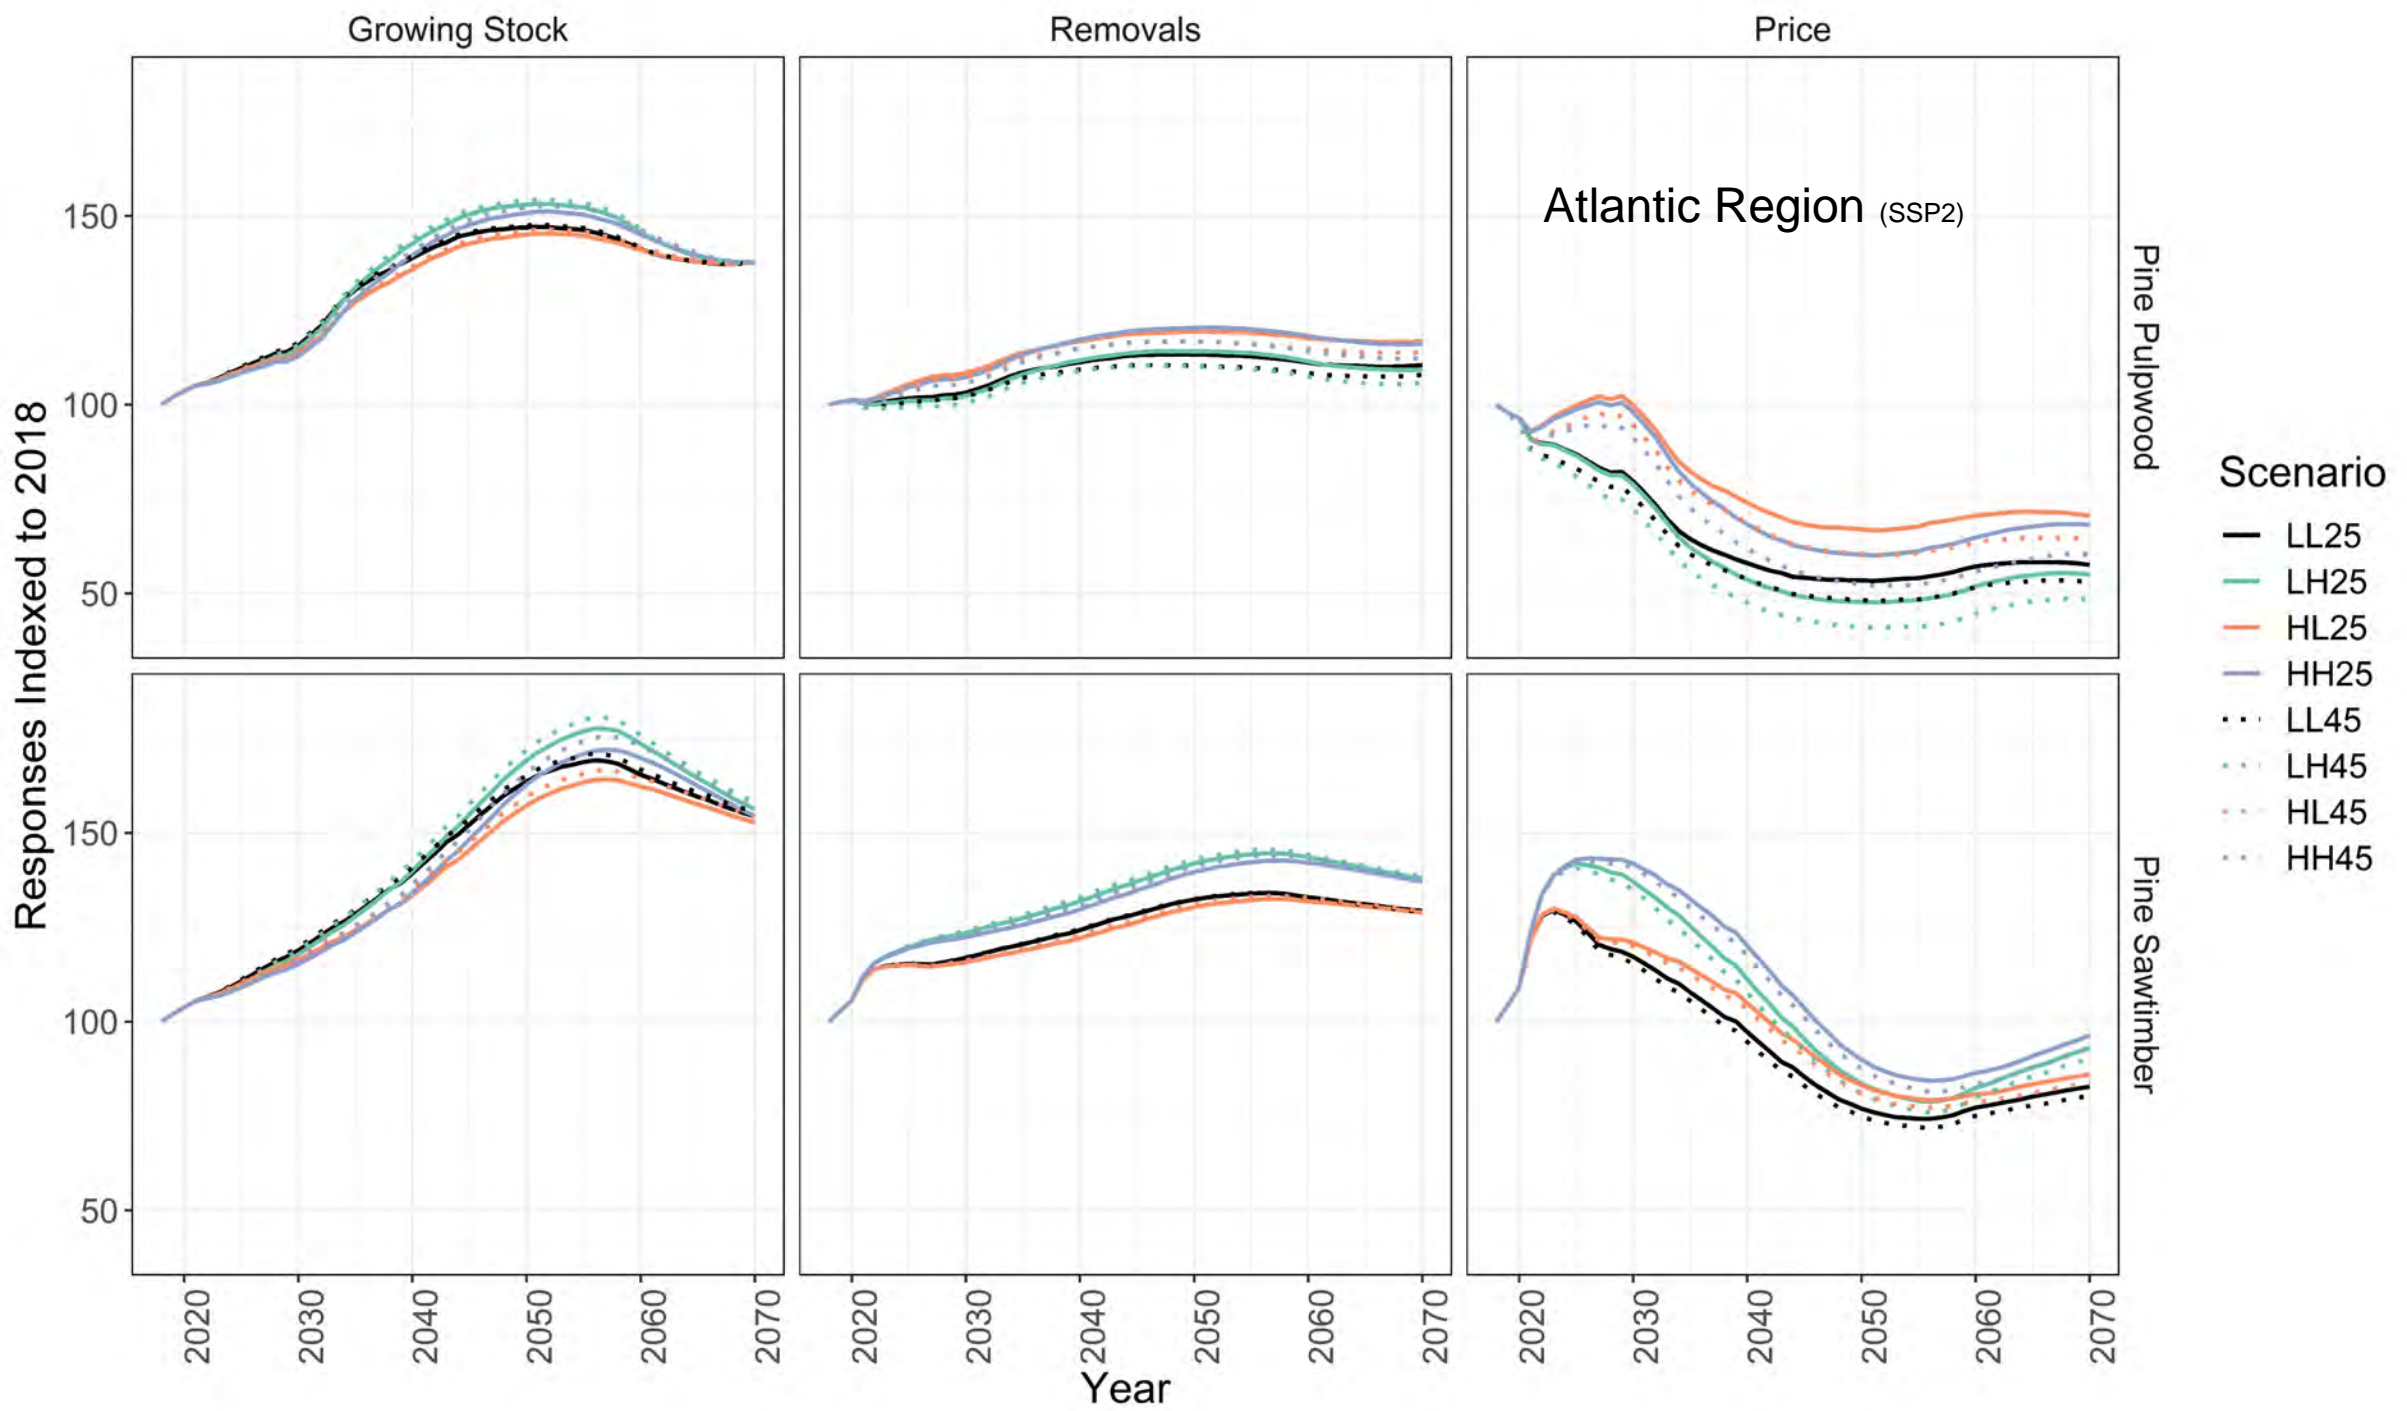 Growing Stock
Removals
Price
Atlantic Region (SSP2)
Pine Pulpwood
Pine Sawtimber
Responses Indexed to 2018
150
100
50
150
100
50
2020
2030
2040
2050
2060
2070
2020
2030
2040
2050
2060
2070
2020
2030
2040
2050
2060
2070
Year
Scenario
LL25
LH25
HL25
HH25
LL45
LH45
HL45
HH45